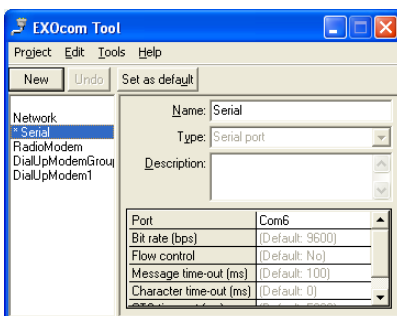 EXOcom Tool
Project Edit Tools Help
New Undo Set as default
Network
* Serial
RadioModem
DialUpModemGroup
DialUpModem1
Name: Serial
Type: Serial port
Description:
Port Com6
Bit rate (bps) (Default: 9600)
Flow control (Default: No)
Message time-out (ms) (Default: 100)
Character time-out (ms) (Default: 0)